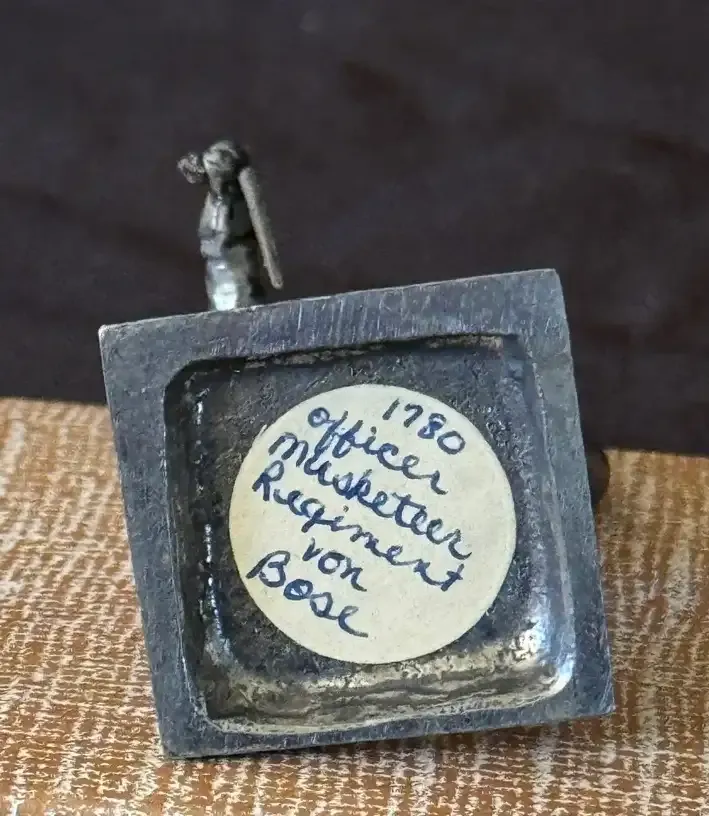 1780
officer
musketeer
Regiment
von
Bose